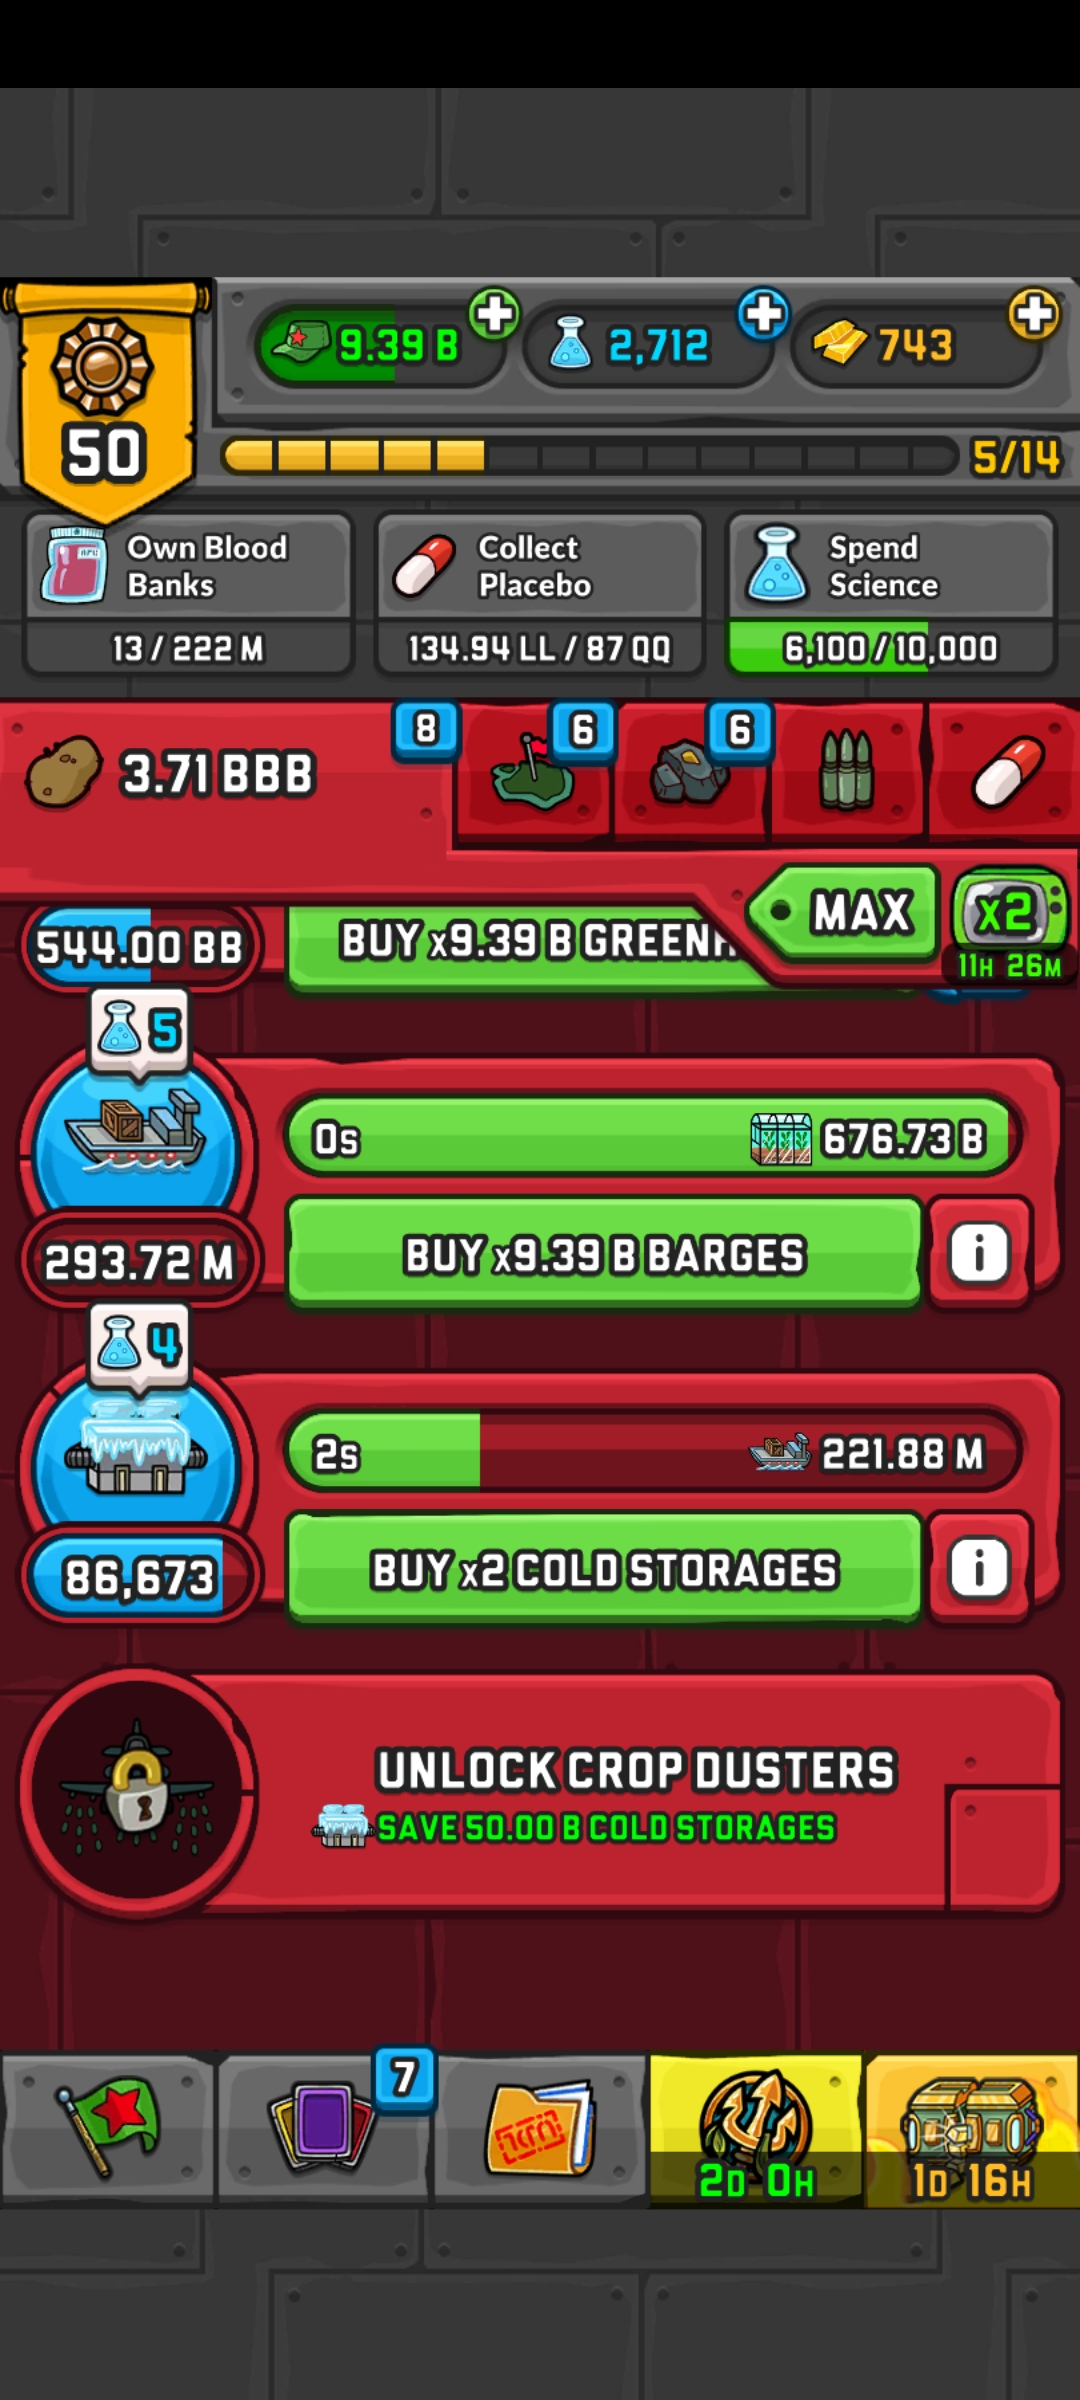 9.39 B
2,712
743
50
5/14
Own Blood
Banks
13 / 222 M
Collect
Placebo
134.94 LL / 87 QQ
Spend
Science
6,100 / 10,000
3.71 BBB
8
6
6
MAX
x2
11H 26M
544.00 BB
BUY x9.39 B GREENH
5
0s
676.73 B
293.72 M
BUY x9.39 B BARGES
i
4
2s
221.88 M
86,673
BUY x2 COLD STORAGES
i
UNLOCK CROP DUSTERS
SAVE 50.00 B COLD STORAGES
7
2D 0H
1D 16H